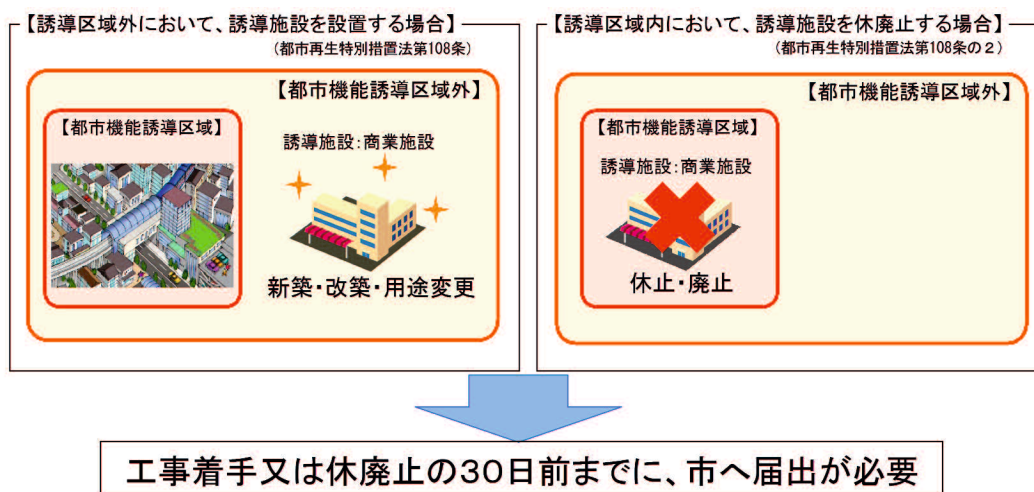 【誘導区域外において、誘導施設を設置する場合】
(都市再生特別措置法第108条)
【都市機能誘導区域外】
【都市機能誘導区域】
誘導施設:商業施設
新築・改築・用途変更
【誘導区域内において、誘導施設を休廃止する場合】
(都市再生特別措置法第108条の2)
【都市機能誘導区域外】
【都市機能誘導区域】
誘導施設:商業施設
休止・廃止
工事着手又は休廃止の30日前までに、市へ届出が必要